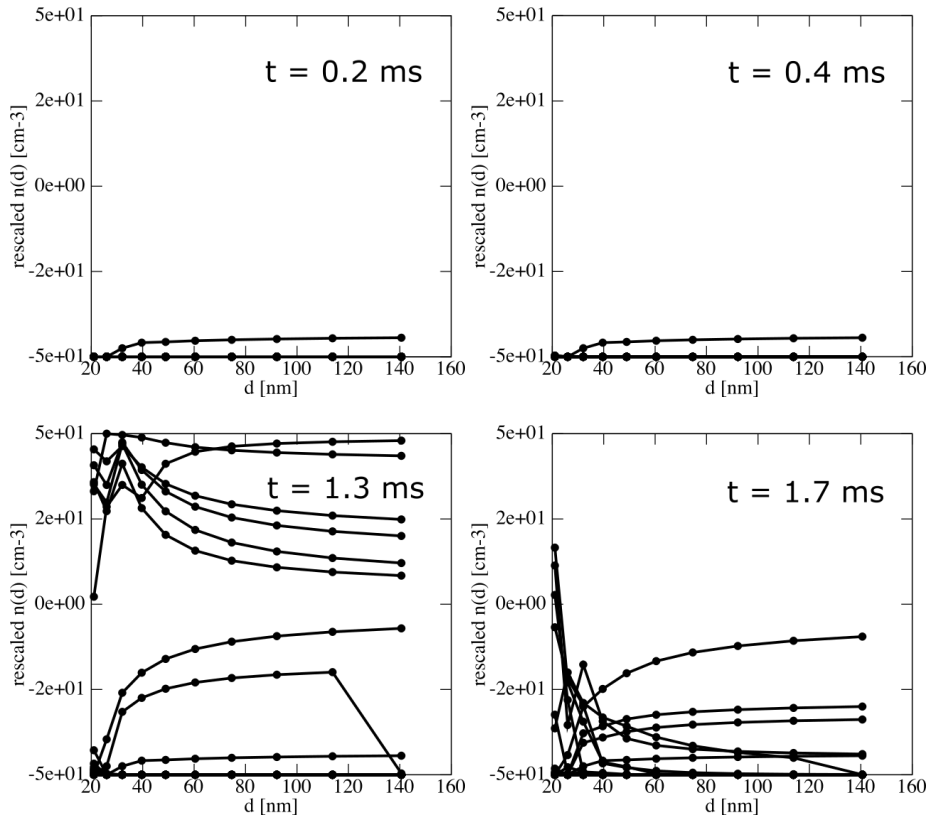 5e+01
2e+01
0e+00
-2e+01
-5e+01
20 40 60 80 100 120 140 160
d [nm]
rescaled n(d) [cm-3]
t = 0.2 ms
5e+01
2e+01
0e+00
-2e+01
-5e+01
20 40 60 80 100 120 140 160
d [nm]
rescaled n(d) [cm-3]
t = 0.4 ms
5e+01
2e+01
0e+00
-2e+01
-5e+01
20 40 60 80 100 120 140 160
d [nm]
rescaled n(d) [cm-3]
t = 1.3 ms
5e+01
2e+01
0e+00
-2e+01
-5e+01
20 40 60 80 100 120 140 160
d [nm]
rescaled n(d) [cm-3]
t = 1.7 ms